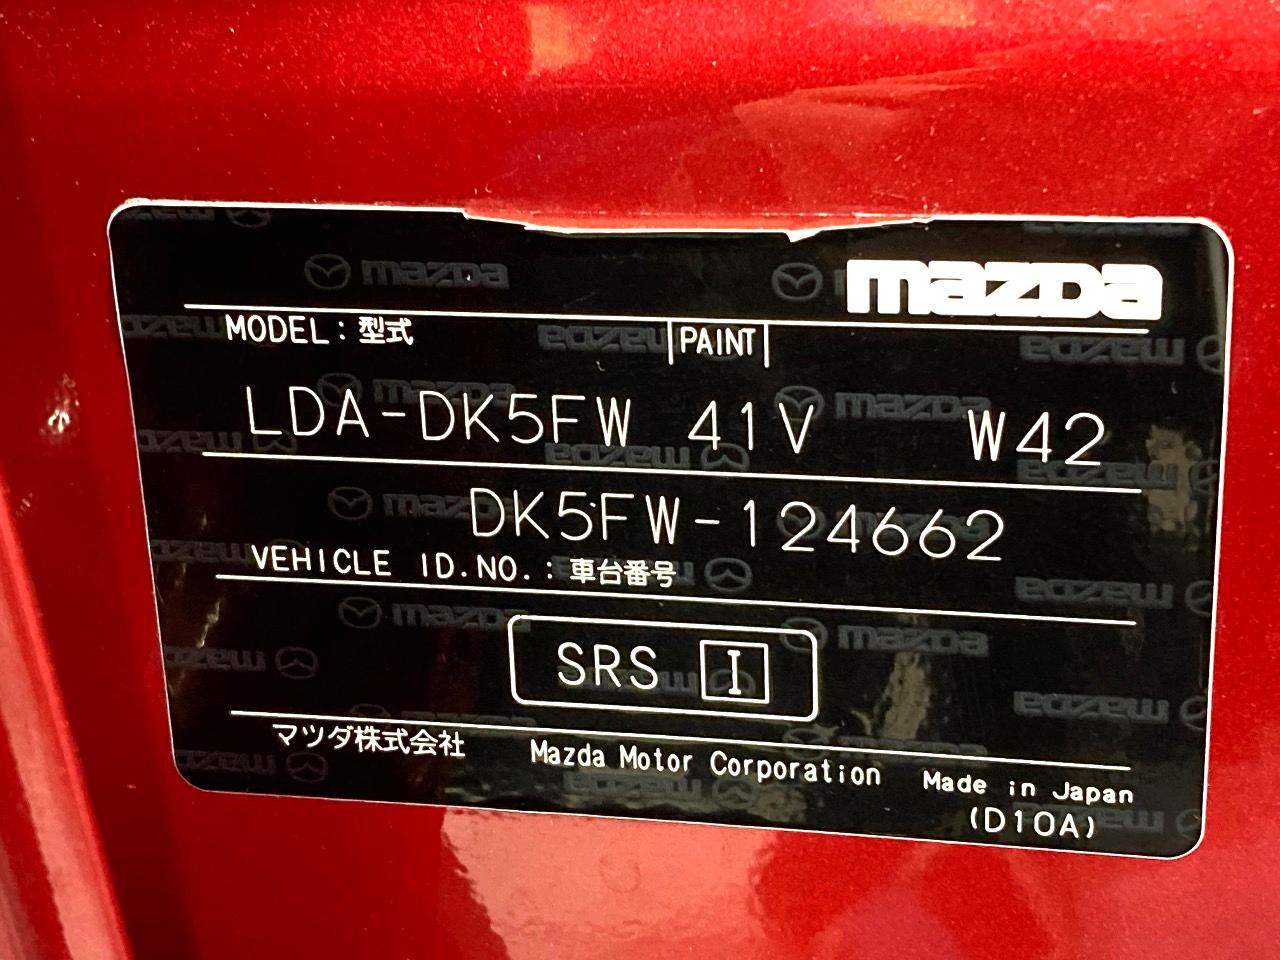 mazda
MODEL：型式 PAINT
LDA-DK5FW 41V W42
DK5FW-124662
VEHICLE ID.NO.：車台番号
SRS I
マツダ株式会社 Mazda Motor Corporation Made in Japan
(D10A)